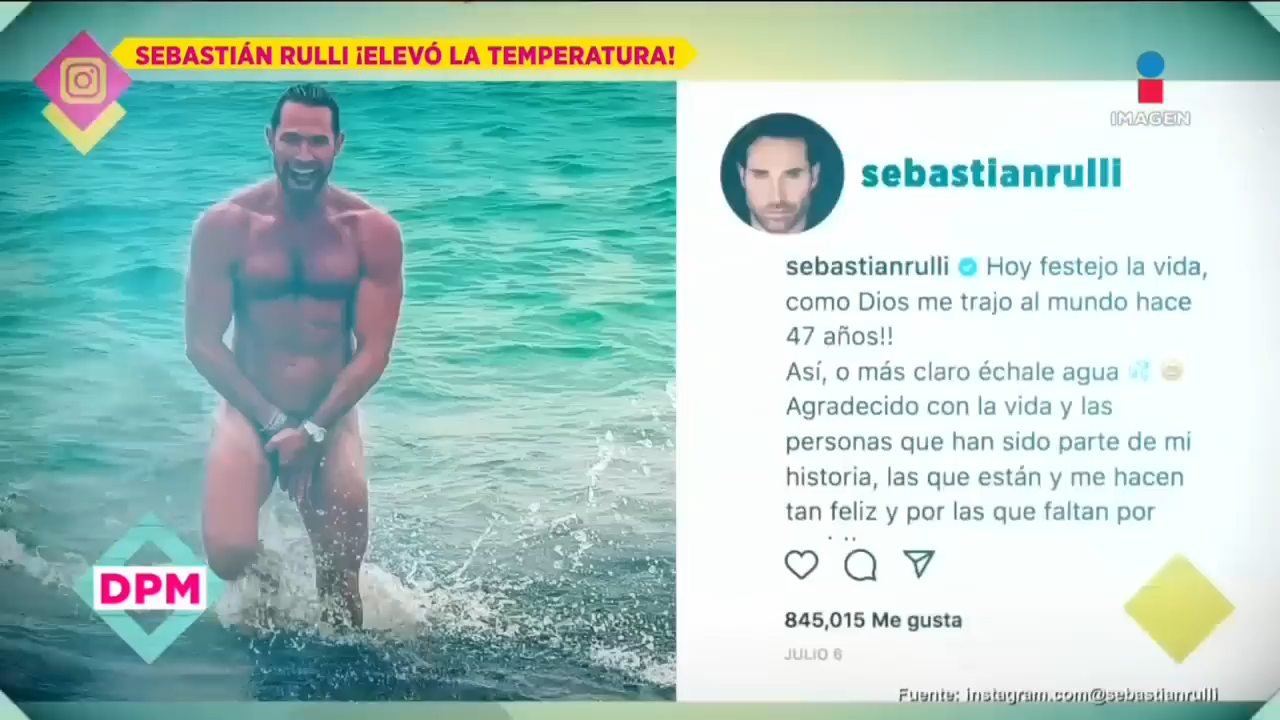 SEBASTIÁN RULLI ¡ELEVÓ LA TEMPERATURA!
IMAGEN
sebastianrulli
sebastianrulli Hoy festejo la vida,
como Dios me trajo al mundo hace
47 años!!
Así, o más claro échale agua 💦 😄
Agradecido con la vida y las
personas que han sido parte de mi
historia, las que están y me hacen
tan feliz y por las que faltan por
845,015 Me gusta
JULIO 6
DPM
Fuente: instagram.com@sebastianrulli